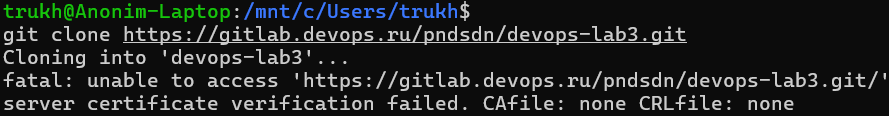 trukh@Anonim-Laptop:/mnt/c/Users/trukh$
git clone https://gitlab.devops.ru/pndsdn/devops-lab3.git
Cloning into 'devops-lab3'...
fatal: unable to access 'https://gitlab.devops.ru/pndsdn/devops-lab3.git/'
server certificate verification failed. CAfile: none CRLfile: none